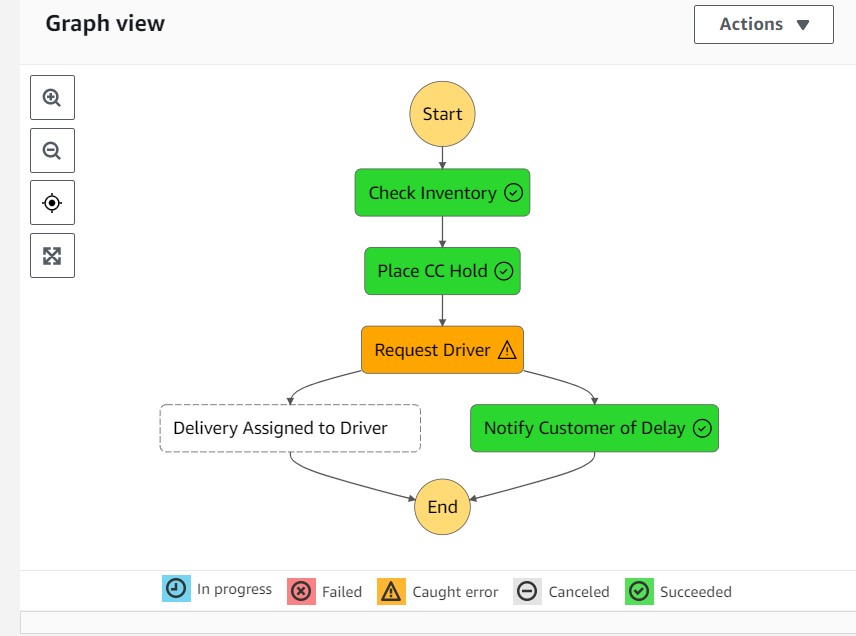 Graph view
Actions
Start
Check Inventory
Place CC Hold
Request Driver
Delivery Assigned to Driver
Notify Customer of Delay
End
In progress
Failed
Caught error
Canceled
Succeeded